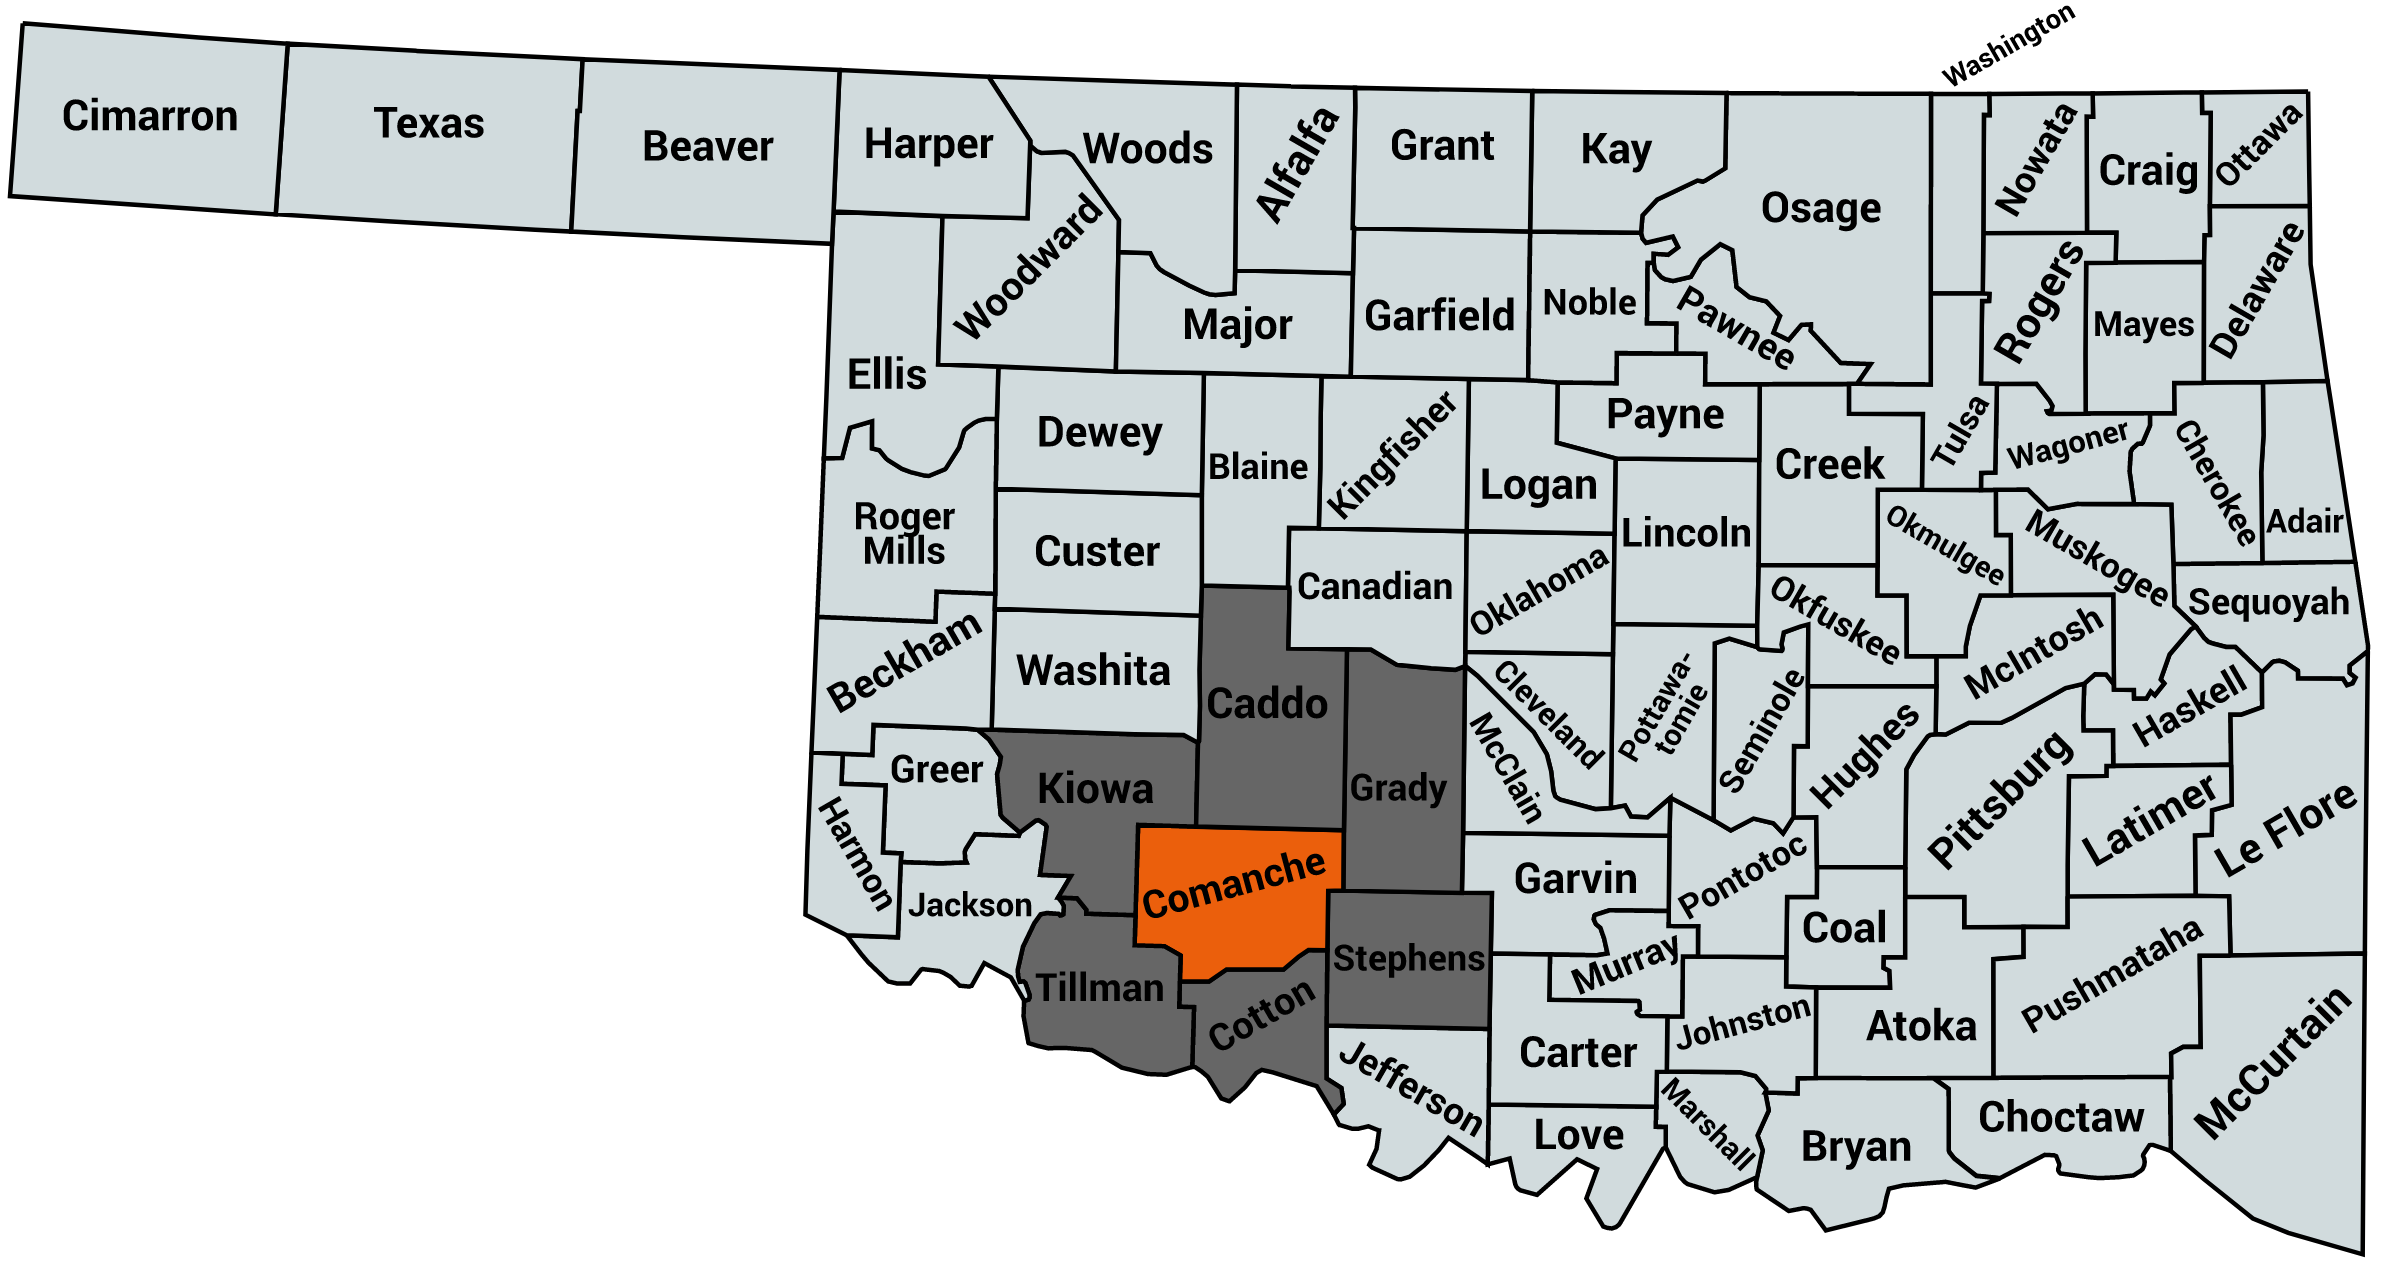 Washington
Cimarron
Texas
Beaver
Harper
Woods
Alfalfa
Grant
Kay
Osage
Nowata
Craig
Ottawa
Woodward
Major
Garfield
Noble
Pawnee
Rogers
Mayes
Delaware
Ellis
Dewey
Blaine
Kingfisher
Logan
Payne
Creek
Tulsa
Wagoner
Cherokee
Adair
Roger
Mills
Custer
Canadian
Oklahoma
Lincoln
Okmulgee
Muskogee
Sequoyah
Beckham
Washita
Caddo
Grady
Cleveland
McClain
Pottawa-
tomie
Seminole
Okfuskee
Hughes
McIntosh
Haskell
Greer
Kiowa
Harmon
Jackson
Comanche
Stephens
Garvin
Pontotoc
Coal
Pittsburg
Latimer
Le Flore
Tillman
Cotton
Murray
Johnston
Atoka
Pushmataha
McCurtain
Jefferson
Carter
Love
Marshall
Bryan
Choctaw